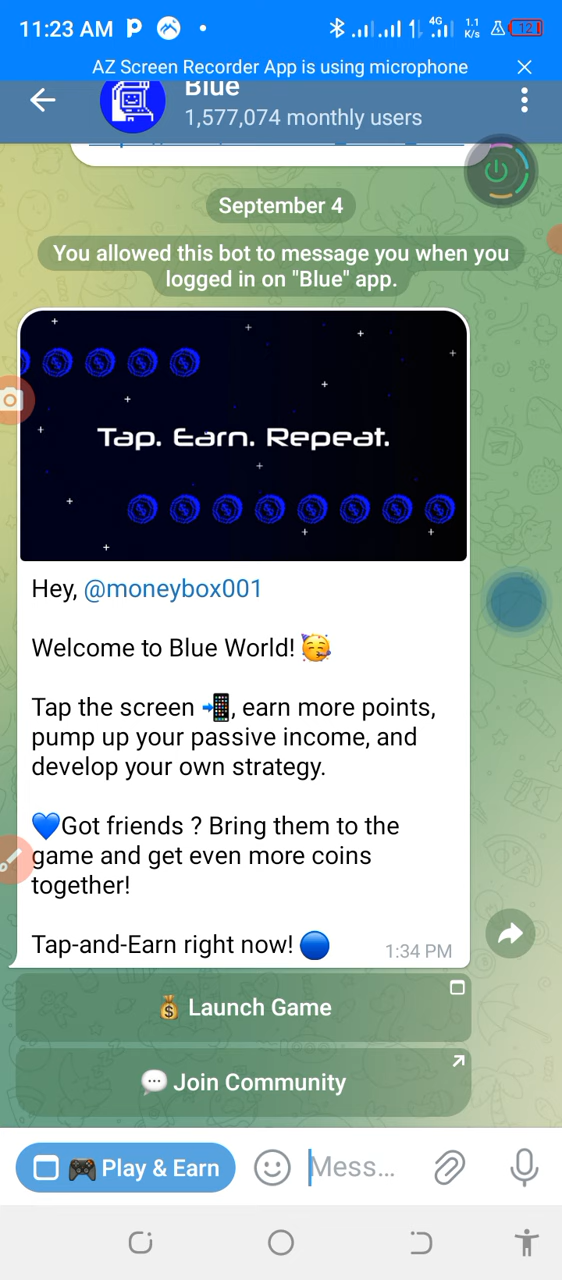 11:23 AM
4G 1.1 K/s 12
AZ Screen Recorder App is using microphone
Blue
1,577,074 monthly users
September 4
You allowed this bot to message you when you
logged in on "Blue" app.
Tap. Earn. Repeat.
Hey, @moneybox001
Welcome to Blue World! 🥳
Tap the screen 📲, earn more points,
pump up your passive income, and
develop your own strategy.
💙Got friends ? Bring them to the
game and get even more coins
together!
Tap-and-Earn right now! 🔵
1:34 PM
💰 Launch Game
💬 Join Community
🎮 Play & Earn
Mess...